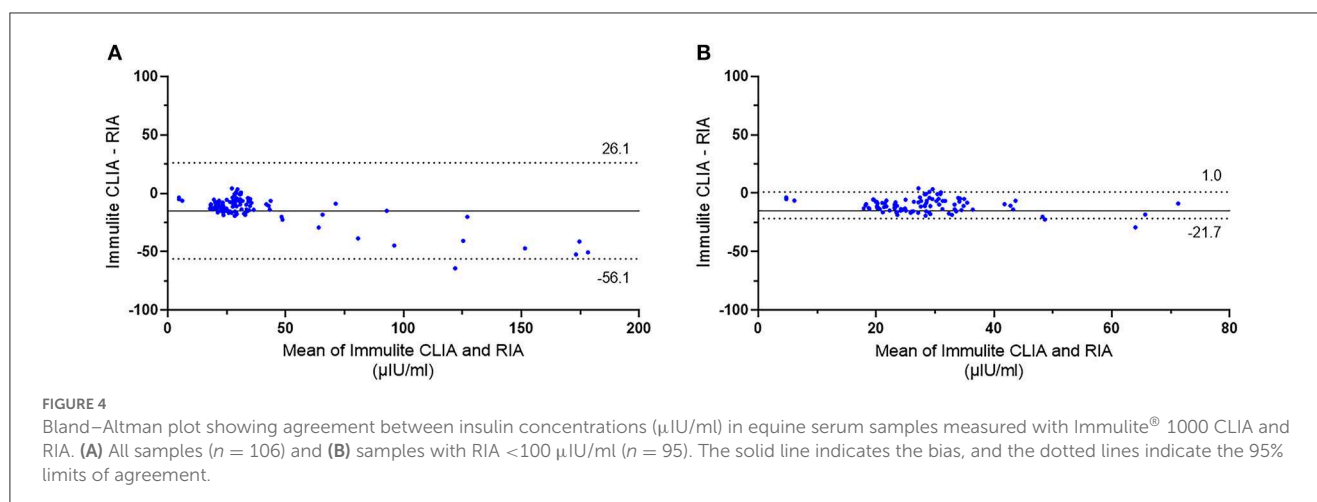 A
100
50
0
-50
-100
Immulite CLIA - RIA
26.1
-56.1
0
50
100
150
200
Mean of Immulite CLIA and RIA
(µIU/ml)
B
100
50
0
-50
-100
Immulite CLIA - RIA
1.0
-21.7
0
20
40
60
80
Mean of Immulite CLIA and RIA
(µIU/ml)
FIGURE 4
Bland–Altman plot showing agreement between insulin concentrations (µIU/ml) in equine serum samples measured with Immulite® 1000 CLIA and
RIA. (A) All samples (n = 106) and (B) samples with RIA <100 µIU/ml (n = 95). The solid line indicates the bias, and the dotted lines indicate the 95%
limits of agreement.